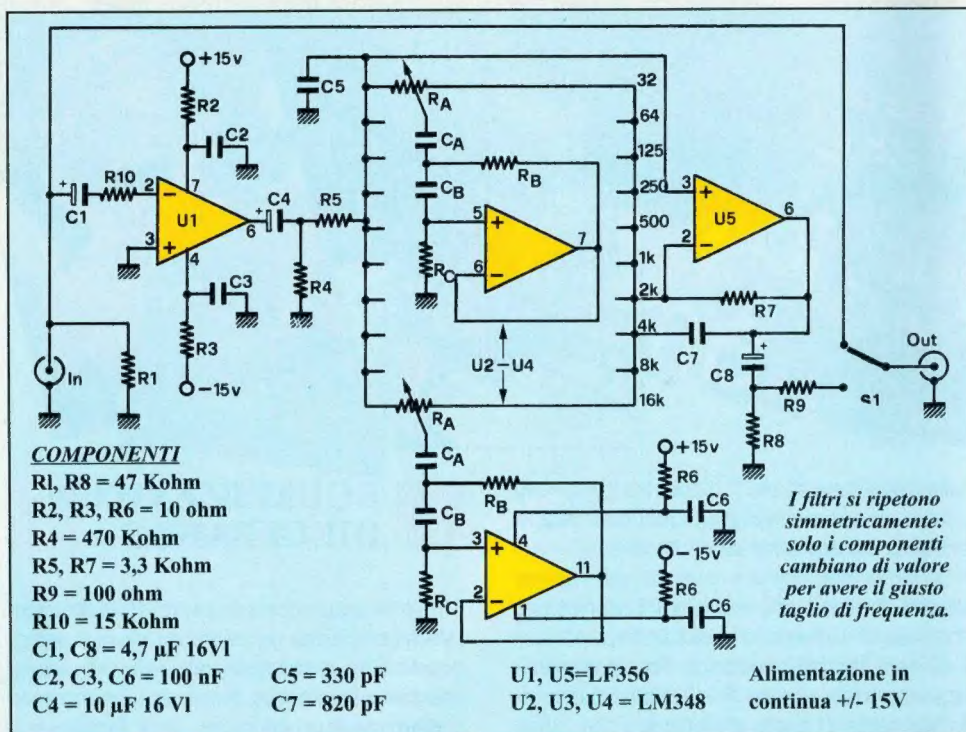 +15v
R2
C2
C5
RA
32
64
CA
RB
125
CB
250
R10
2
7
C1
U1
6
C4
R5
3
4
5
7
6
RC
500
1k
2k
4k
8k
16k
3
U5
6
2
R7
C3
R4
R3
U2
U4
C7
C8
Out
-15v
In
R1
R9
S1
R8
RA
CA
RB
CB
3
4
11
2
1
RC
+15v
R6
C6
-15v
R6
C6
COMPONENTI
R1, R8 = 47 Kohm
R2, R3, R6 = 10 ohm
R4 = 470 Kohm
R5, R7 = 3,3 Kohm
R9 = 100 ohm
R10 = 15 Kohm
C1, C8 = 4,7 µF 16Vl
C2, C3, C6 = 100 nF
C4 = 10 µF 16 Vl
C5 = 330 pF
C7 = 820 pF
U1, U5=LF356
U2, U3, U4 = LM348
I filtri si ripetono
simmetricamente:
solo i componenti
cambiano di valore
per avere il giusto
taglio di frequenza.
Alimentazione in
continua +/- 15V